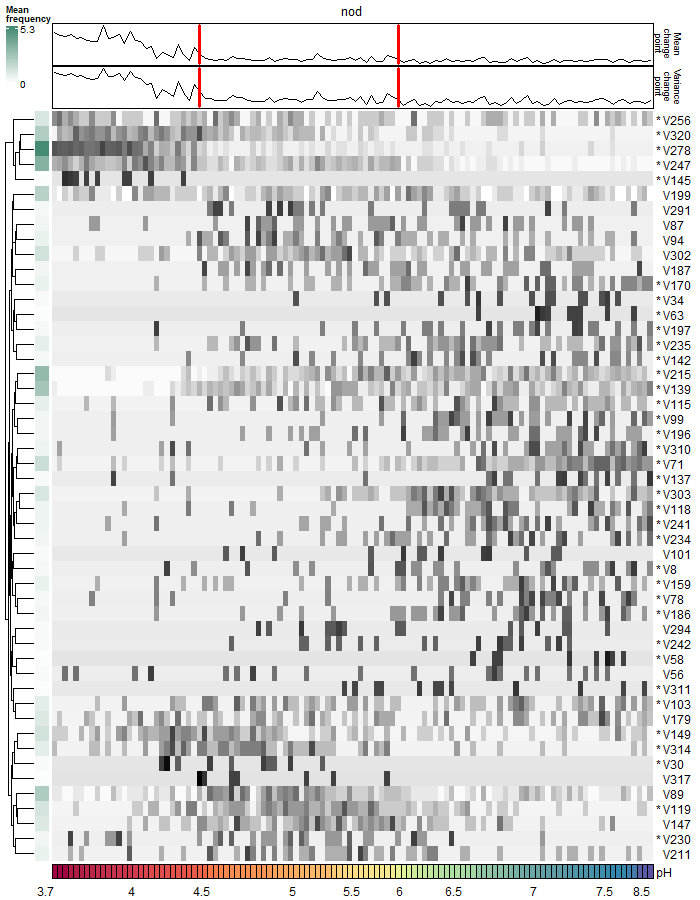 nod
Mean
frequency
5.3
0
Mean
change
point
Variance
change
point
* V256
* V320
* V278
* V247
* V145
V199
V291
V87
V94
V302
V187
* V170
* V34
* V63
* V197
* V235
* V142
* V215
* V139
* V115
* V99
* V196
* V310
* V71
* V137
* V303
* V118
* V241
* V234
V101
* V8
* V159
* V78
* V186
V294
* V242
* V58
V56
* V311
* V103
V179
* V149
* V314
* V30
V317
V89
* V119
V147
* V230
V211
pH
3.7 4 4.5 5 5.5 6 6.5 7 7.5 8.5